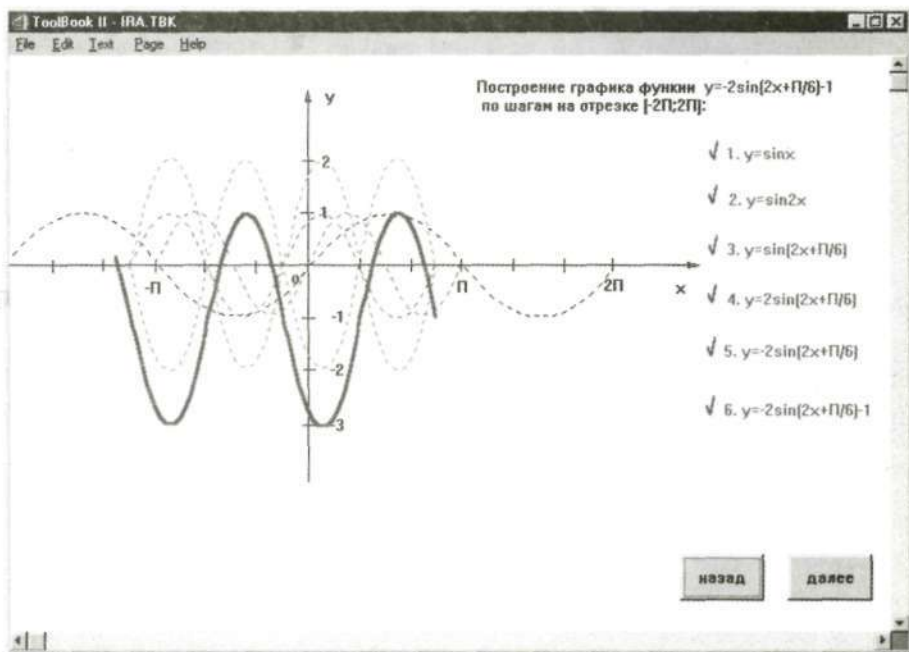 ToolBook II - IRA.TBK
File Edit Text Page Help
Построение графика функии y=-2sin(2x+П/6)-1
по шагам на отрезке [-2П;2П]:
1. y=sinx
2. y=sin2x
3. y=sin(2x+П/6)
4. y=2sin(2x+П/6)
5. y=-2sin(2x+П/6)
6. y=-2sin(2x+П/6)-1
У
2
1
-П
0
П
2П
х
-1
-2
-3
назад
далее